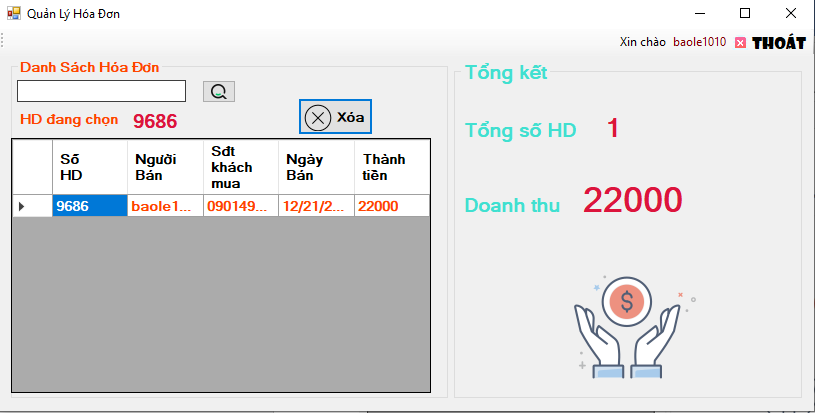 Quản Lý Hóa Đơn
Xin chào baole1010 THOÁT
Danh Sách Hóa Đơn
HD đang chọn 9686
Xóa
Số HD Người Bán Sđt khách mua Ngày Bán Thành tiền
9686 baole1... 090149... 12/21/2... 22000
Tổng kết
Tổng số HD 1
Doanh thu 22000
$